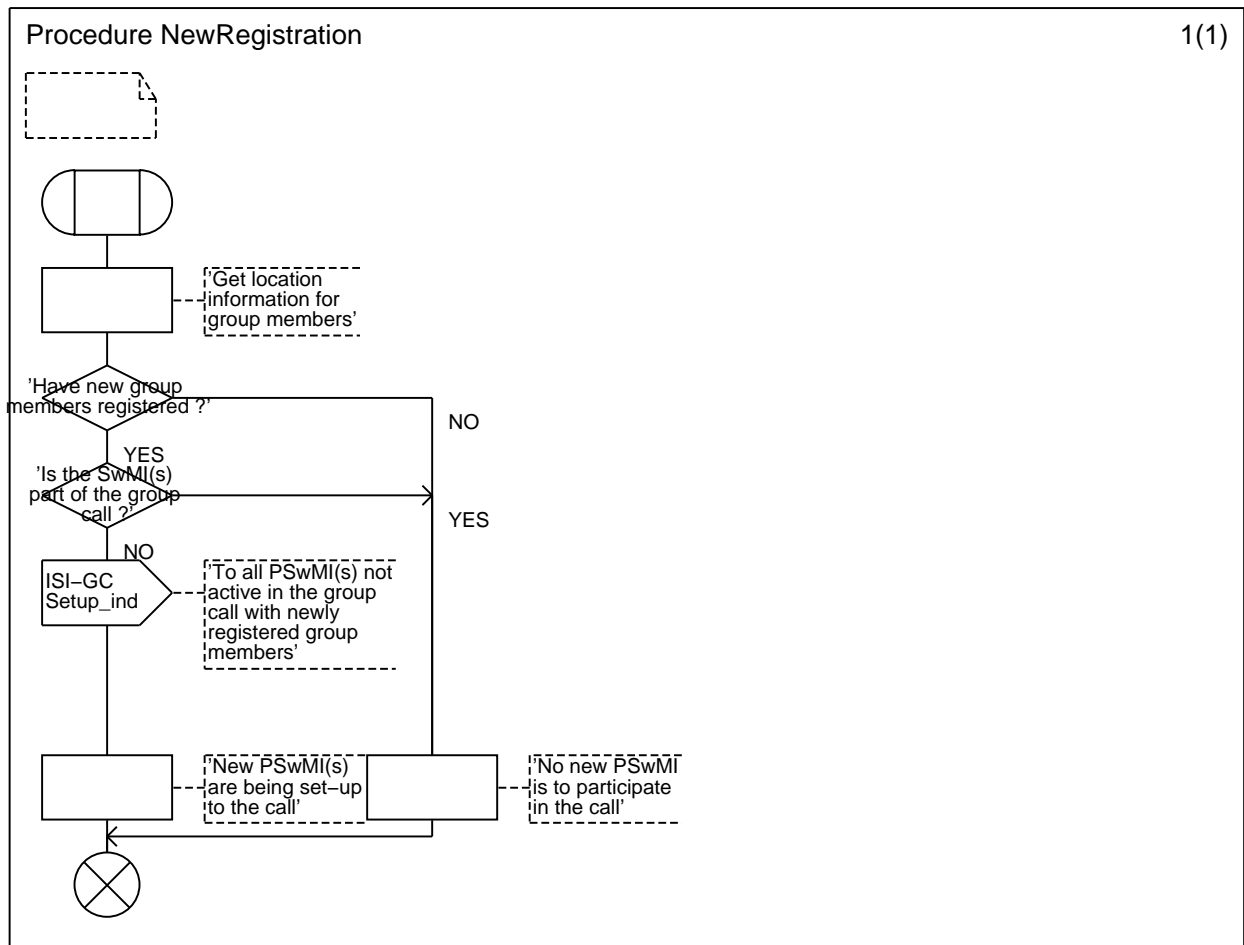 Procedure NewRegistration
1(1)
’Get location
information for
group members’
’Have new group
members registered ?’
NO
YES
’Is the SwMI(s)
part of the group
call ?’
YES
NO
ISI−GC
Setup_ind
’To all PSwMI(s) not
active in the group
call with newly
registered group
members’
’New PSwMI(s)
are being set−up
to the call’
’No new PSwMI
is to participate
in the call’